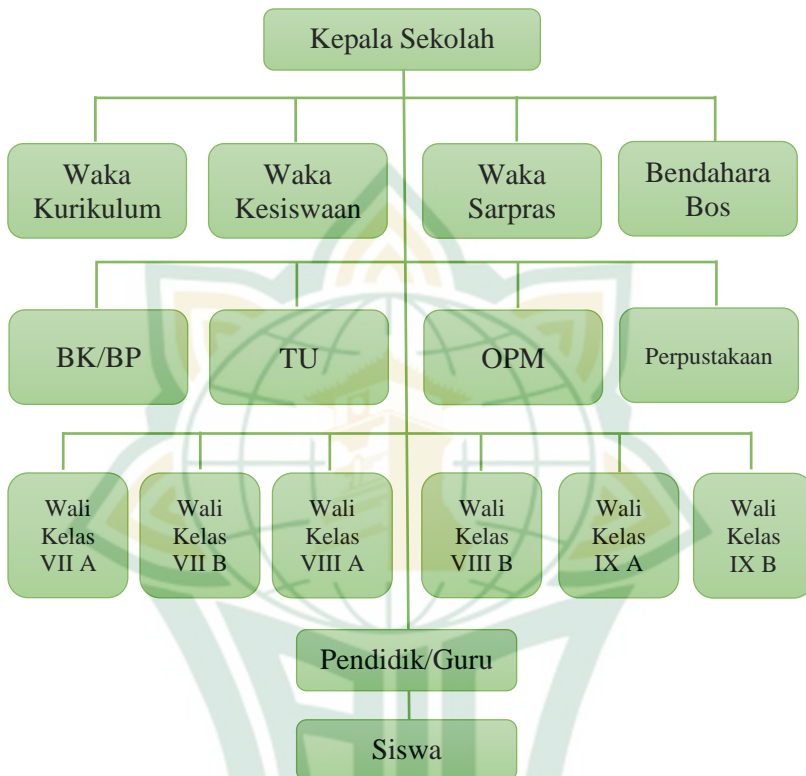 Kepala Sekolah
Waka
Kurikulum
Waka
Kesiswaan
Waka
Sarpras
Bendahara
Bos
BK/BP
TU
OPM
Perpustakaan
Wali
Kelas
VII A
Wali
Kelas
VII B
Wali
Kelas
VIII A
Wali
Kelas
VIII B
Wali
Kelas
IX A
Wali
Kelas
IX B
Pendidik/Guru
Siswa